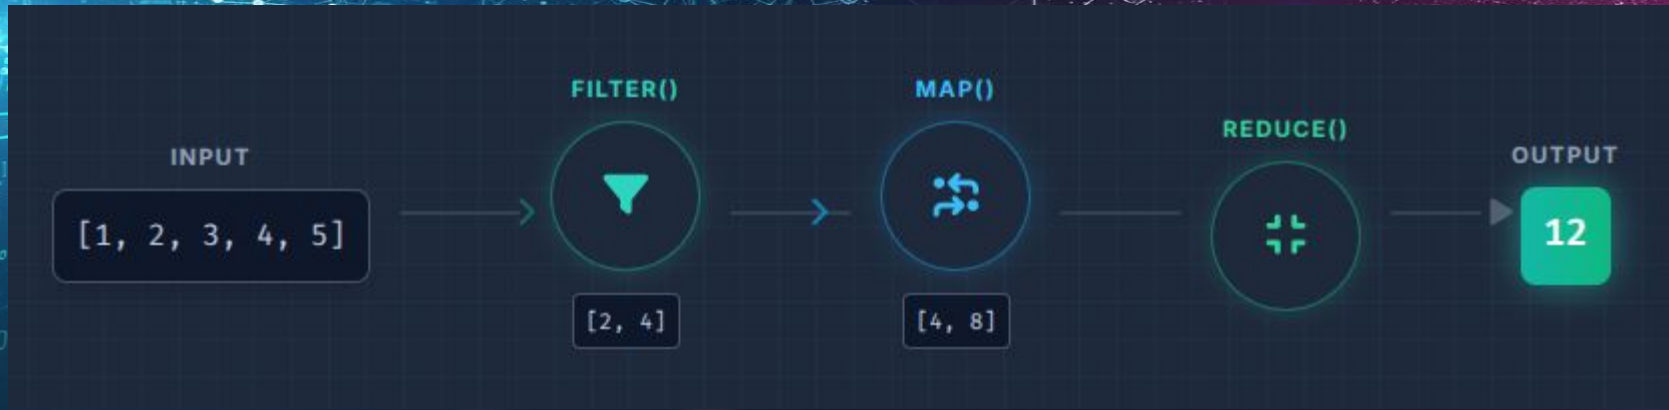 INPUT
[1, 2, 3, 4, 5]
FILTER()
[2, 4]
MAP()
[4, 8]
REDUCE()
OUTPUT
12